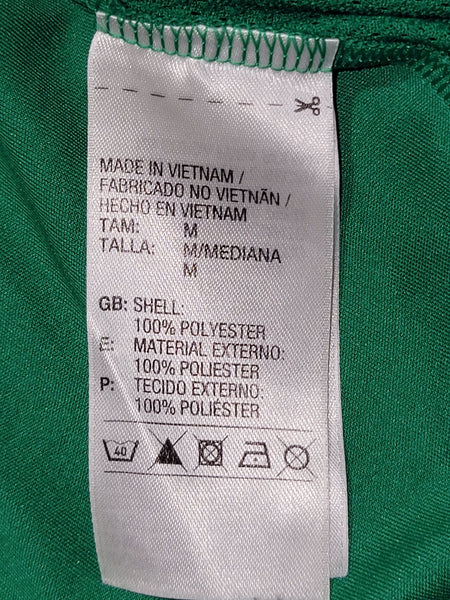 MADE IN VIETNAM /
FABRICADO NO VIETNÃN /
HECHO EN VIETNAM
TAM: M
TALLA: M/MEDIANA
M
GB: SHELL:
100% POLYESTER
E: MATERIAL EXTERNO:
100% POLIESTER
P: TECIDO EXTERNO:
100% POLIÉSTER
40